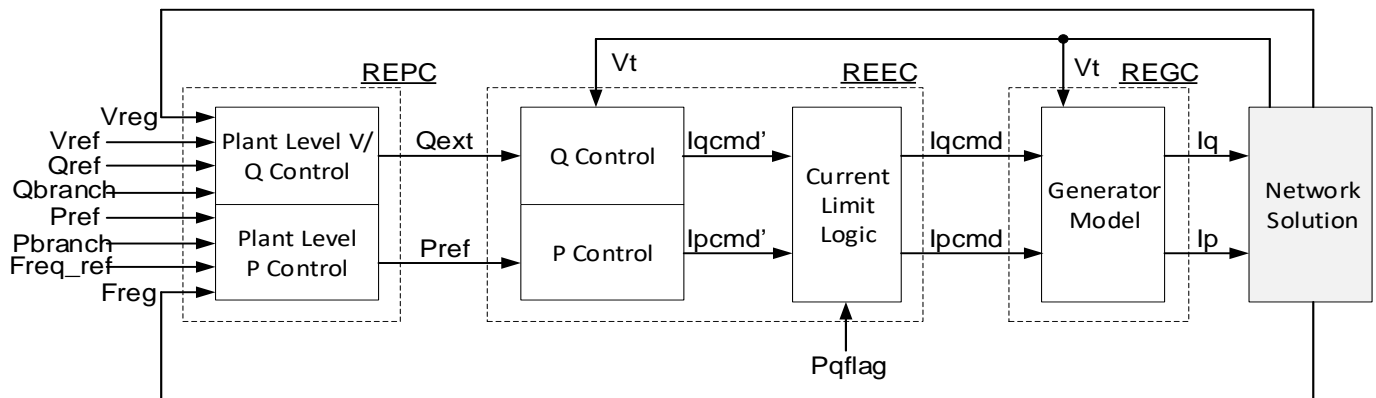 REPC
REEC
REGC
Vt
Vt
Vreg
Vref
Qref
Qbranch
Pref
Pbranch
Freq_ref
Freg
Plant Level V/
Q Control
Plant Level
P Control
Qext
Pref
Q Control
P Control
Iqcmd’
Ipcmd’
Current
Limit
Logic
Pqflag
Iqcmd
Ipcmd
Generator
Model
Iq
Ip
Network
Solution